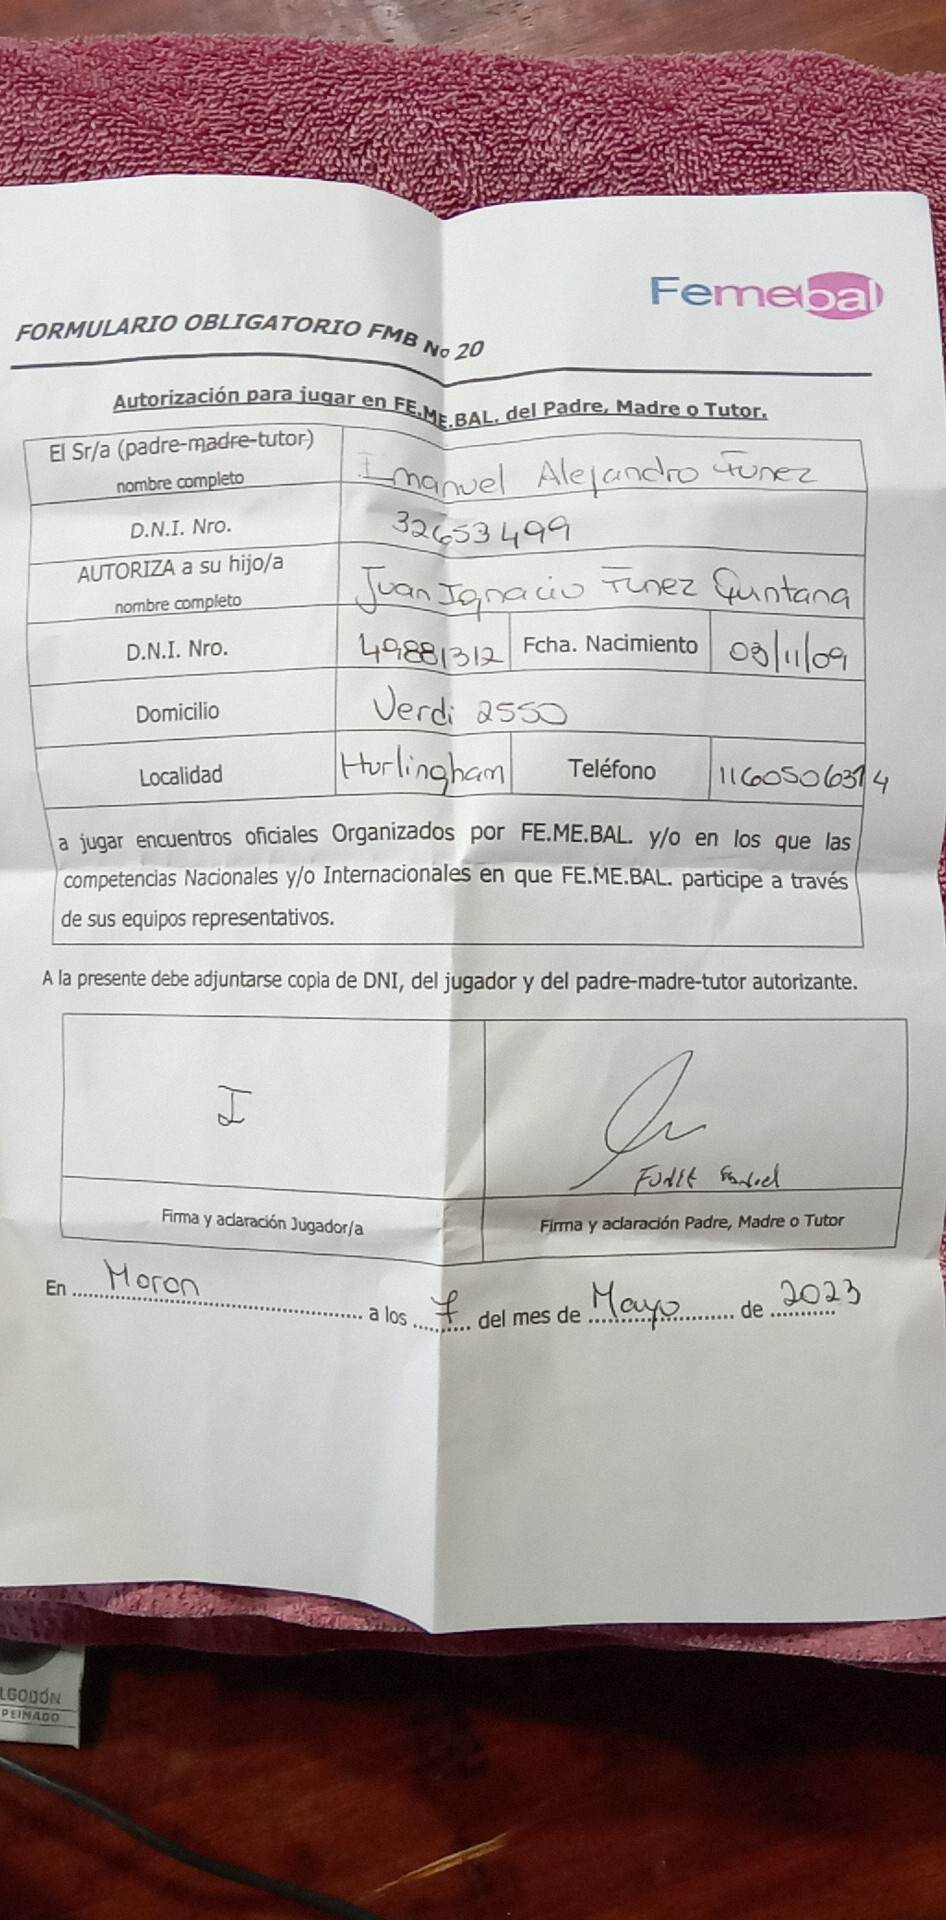 Femebal
FORMULARIO OBLIGATORIO FMB Nº 20
Autorización para jugar en FE.ME.BAL. del Padre, Madre o Tutor.
El Sr/a (padre-madre-tutor)
nombre completo
Imanuel Alejandro Funez
D.N.I. Nro.
32653499
AUTORIZA a su hijo/a
nombre completo
Juan Ignacio Funez Quntana
D.N.I. Nro.
49881312
Fcha. Nacimiento
03/11/09
Domicilio
Verdi 2550
Localidad
Hurlingham
Teléfono
a jugar encuentros oficiales Organizados por FE.ME.BAL. y/o en los que las
competencias Nacionales y/o Internacionales en que FE.ME.BAL. participe a través
de sus equipos representativos.
A la presente debe adjuntarse copia de DNI, del jugador y del padre-madre-tutor autorizante.
I
Firma y aclaración Jugador/a
Firma y aclaración Padre, Madre o Tutor
En Moron a los 7 del mes de Mayo de 2023
LGODÓN
PEINADO